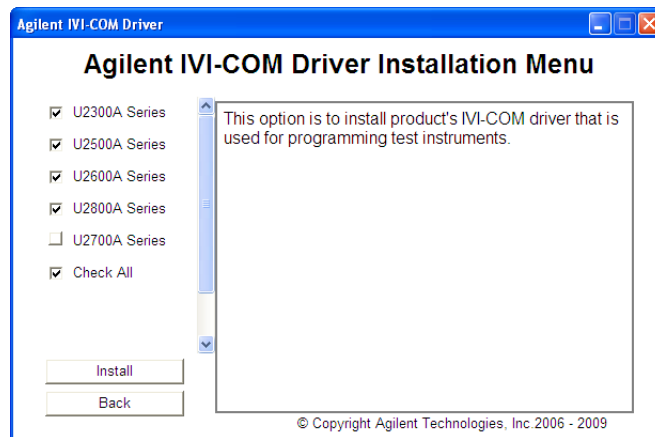 Agilent IVI-COM Driver
Agilent IVI-COM Driver Installation Menu
U2300A Series
U2500A Series
U2600A Series
U2800A Series
U2700A Series
Check All
This option is to install product's IVI-COM driver that is
used for programming test instruments.
Install
Back
© Copyright Agilent Technologies, Inc.2006 - 2009